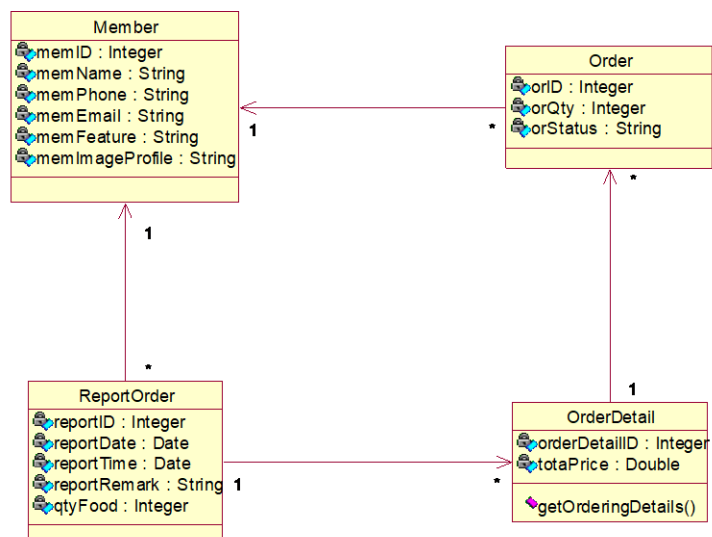 Member
memID : Integer
memName : String
memPhone : String
memEmail : String
memFeature : String
memImageProfile : String
Order
orID : Integer
orQty : Integer
orStatus : String
1
*
*
1
*
1
ReportOrder
reportID : Integer
reportDate : Date
reportTime : Date
reportRemark : String
qtyFood : Integer
1
*
OrderDetail
orderDetailID : Integer
totaPrice : Double
getOrderingDetails()